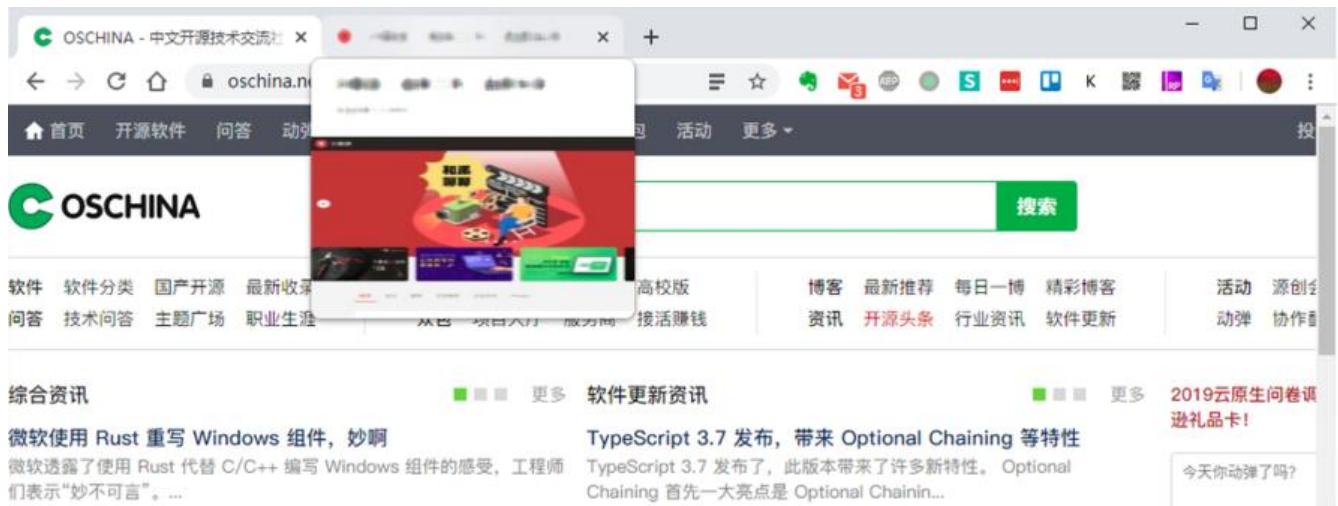 OSCHINA - 中文开源技术交流社
oschina.n
首页 开源软件 问答 动弹 包 活动 更多 投
OSCHINA
搜索
软件 软件分类 国产开源 最新收录 高校版 博客 最新推荐 每日一博 精彩博客 活动 源创会
问答 技术问答 主题广场 职业生涯 众包 项目大厅 服务商 接活赚钱 资讯 开源头条 行业资讯 软件更新 动弹 协作翻
综合资讯 更多 软件更新资讯 更多
2019云原生问卷调
逊礼品卡!
微软使用 Rust 重写 Windows 组件,妙啊
微软透露了使用 Rust 代替 C/C++ 编写 Windows 组件的感受,工程师
们表示“妙不可言”。...
TypeScript 3.7 发布,带来 Optional Chaining 等特性
TypeScript 3.7 发布了,此版本带来了许多新特性。 Optional
Chaining 首先一大亮点是 Optional Chainin...
今天你动弹了吗?